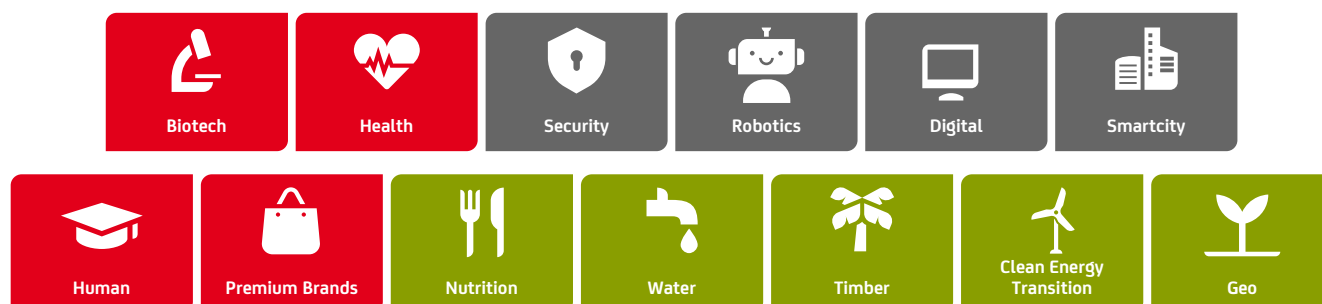 Biotech
Health
Security
Robotics
Digital
Smartcity
Human
Premium Brands
Nutrition
Water
Timber
Clean Energy
Transition
Geo